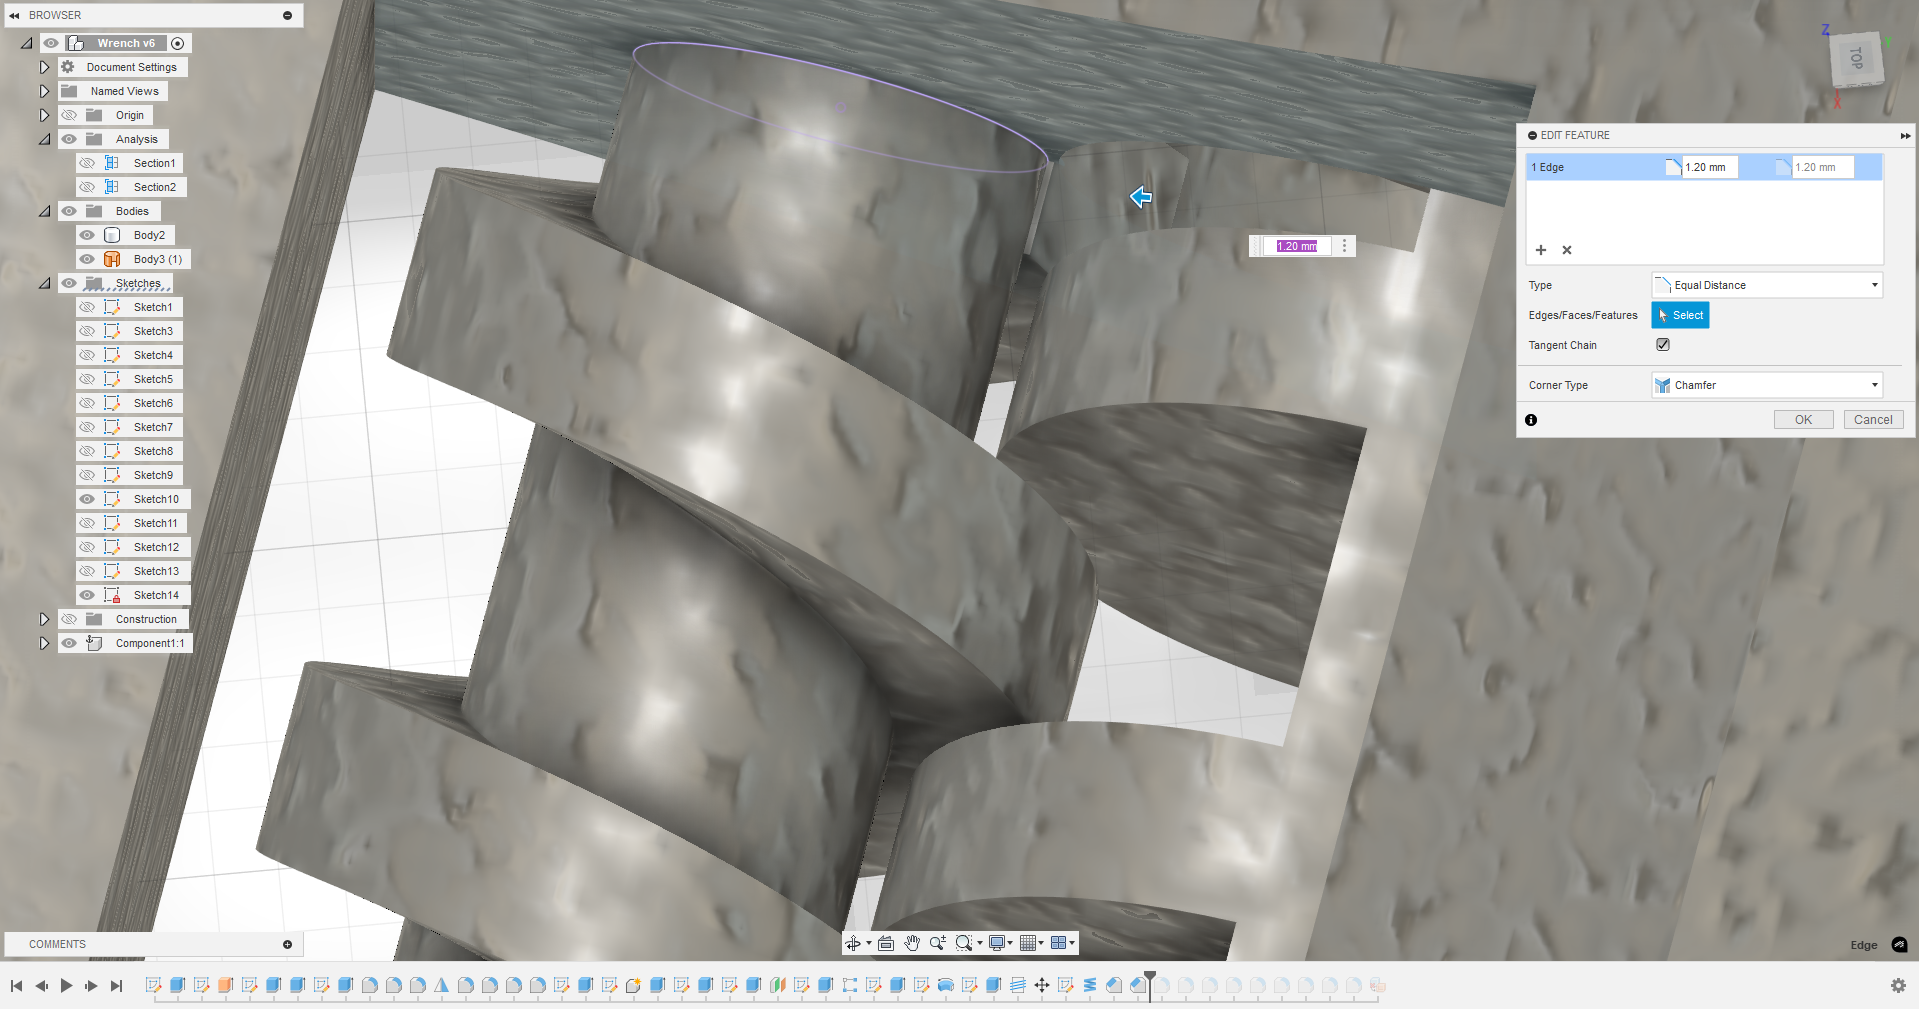 BROWSER
Wrench v6
Document Settings
Named Views
Origin
Analysis
Section1
Section2
Bodies
Body2
Body3 (1)
Sketches
Sketch1
Sketch3
Sketch4
Sketch5
Sketch6
Sketch7
Sketch8
Sketch9
Sketch10
Sketch11
Sketch12
Sketch13
Sketch14
Construction
Component1:1
Z
Y
TOP
X
EDIT FEATURE
1 Edge 1.20 mm 1.20 mm
1.20 mm
Type Equal Distance
Edges/Faces/Features Select
Tangent Chain
Corner Type Chamfer
OK Cancel
COMMENTS
Edge